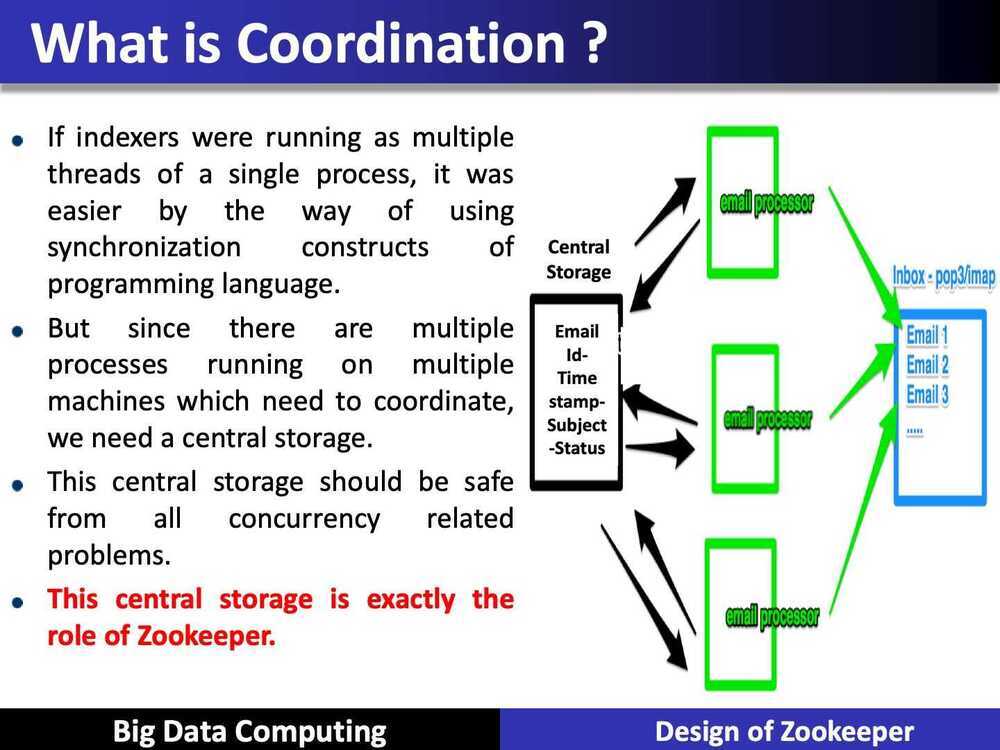 What is Coordination ?
If indexers were running as multiple
threads of a single process, it was
easier by the way of using
synchronization constructs of
programming language.
But since there are multiple
processes running on multiple
machines which need to coordinate,
we need a central storage.
This central storage should be safe
from all concurrency related
problems.
This central storage is exactly the
role of Zookeeper.
Central
Storage
Email
Id-
Time
stamp-
Subject
-Status
email processor
email processor
email processor
Inbox - pop3/imap
Email 1
Email 2
Email 3
.....
Big Data Computing
Design of Zookeeper